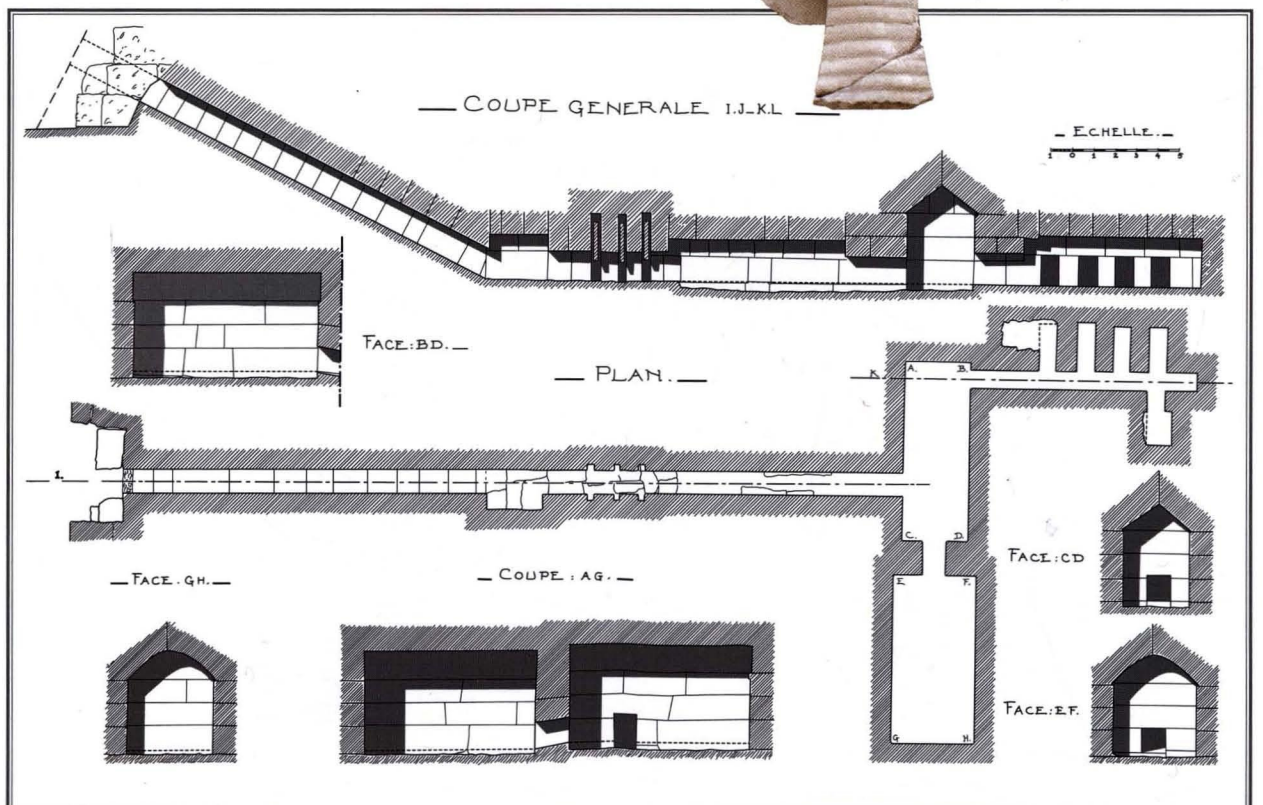 COUPE GENERALE I.J_K.L
ECHELLE._
1 0 1 2 3 4 5
FACE:BD._
PLAN.
K. A. B.
I.
C. D.
FACE:CD
FACE.GH.
COUPE:AG.
E. F.
FACE:EF.
G H.